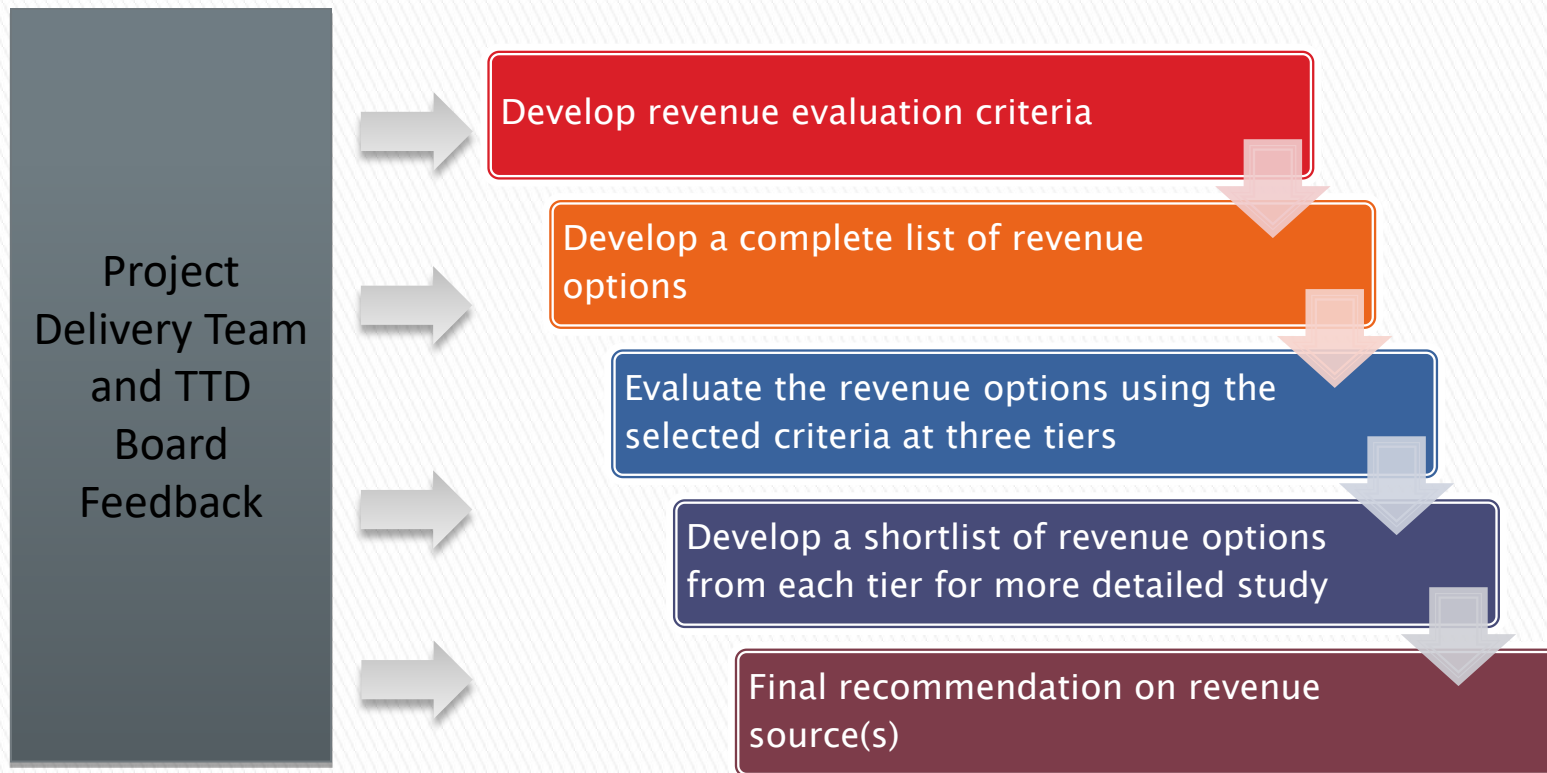 Project
Delivery Team
and TTD
Board
Feedback
Develop revenue evaluation criteria
Develop a complete list of revenue
options
Evaluate the revenue options using the
selected criteria at three tiers
Develop a shortlist of revenue options
from each tier for more detailed study
Final recommendation on revenue
source(s)